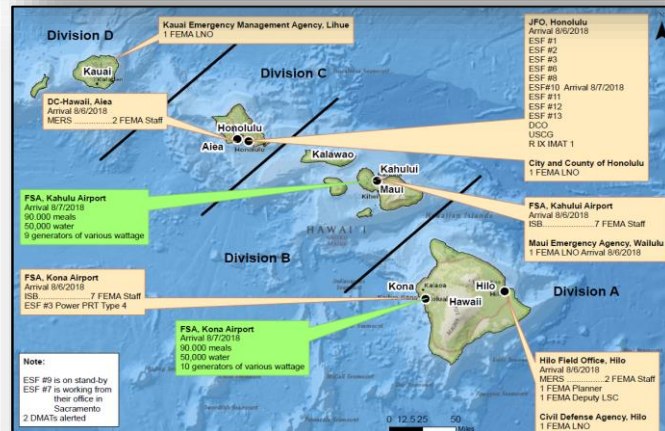 Division D
Kauai Emergency Management Agency, Lihue
1 FEMA LNO
Kauai
Division C
DC-Hawaii, Aiea
Arrival 8/6/2018
MERS ...............2 FEMA Staff
Honolulu
Aiea
Honolulu
JFO, Honolulu
Arrival 8/6/2018
ESF #1
ESF #2
ESF #3
ESF #6
ESF #8
ESF#10 Arrival 8/7/2018
ESF #11
ESF #12
ESF #13
DCO
USCG
R IX IMAT 1
City and County of Honolulu
1 FEMA LNO
Kalawao
Kahului
Maui
Kihei
FSA, Kahulu Airport
Arrival 8/7/2018
90.000 meals
50,000 water
9 generators of various wattage
FSA, Kahului Airport
Arrival 8/6/2018
ISB......................7 FEMA Staff
Maui Emergency Agency, Wailulu
1 FEMA LNO Arrival 8/6/2018
HAWAII
Division B
FSA, Kona Airport
Arrival 8/6/2018
ISB......................7 FEMA Staff
ESF #3 Power PRT Type 4
Kona
Hilo
Hawaii
Division A
FSA, Kona Airport
Arrival 8/7/2018
90.000 meals
50,000 water
10 generators of various wattage
Note:
ESF #9 is on stand-by
ESF #7 is working from
their office in
Sacramento
2 DMATs alerted
Hilo Field Office, Hilo
Arrival 8/6/2018
MERS ...............2 FEMA Staff
1 FEMA Planner
1 FEMA Deputy LSC
Civil Defense Agency, Hilo
1 FEMA LNO
0 12.5 25 50
Miles